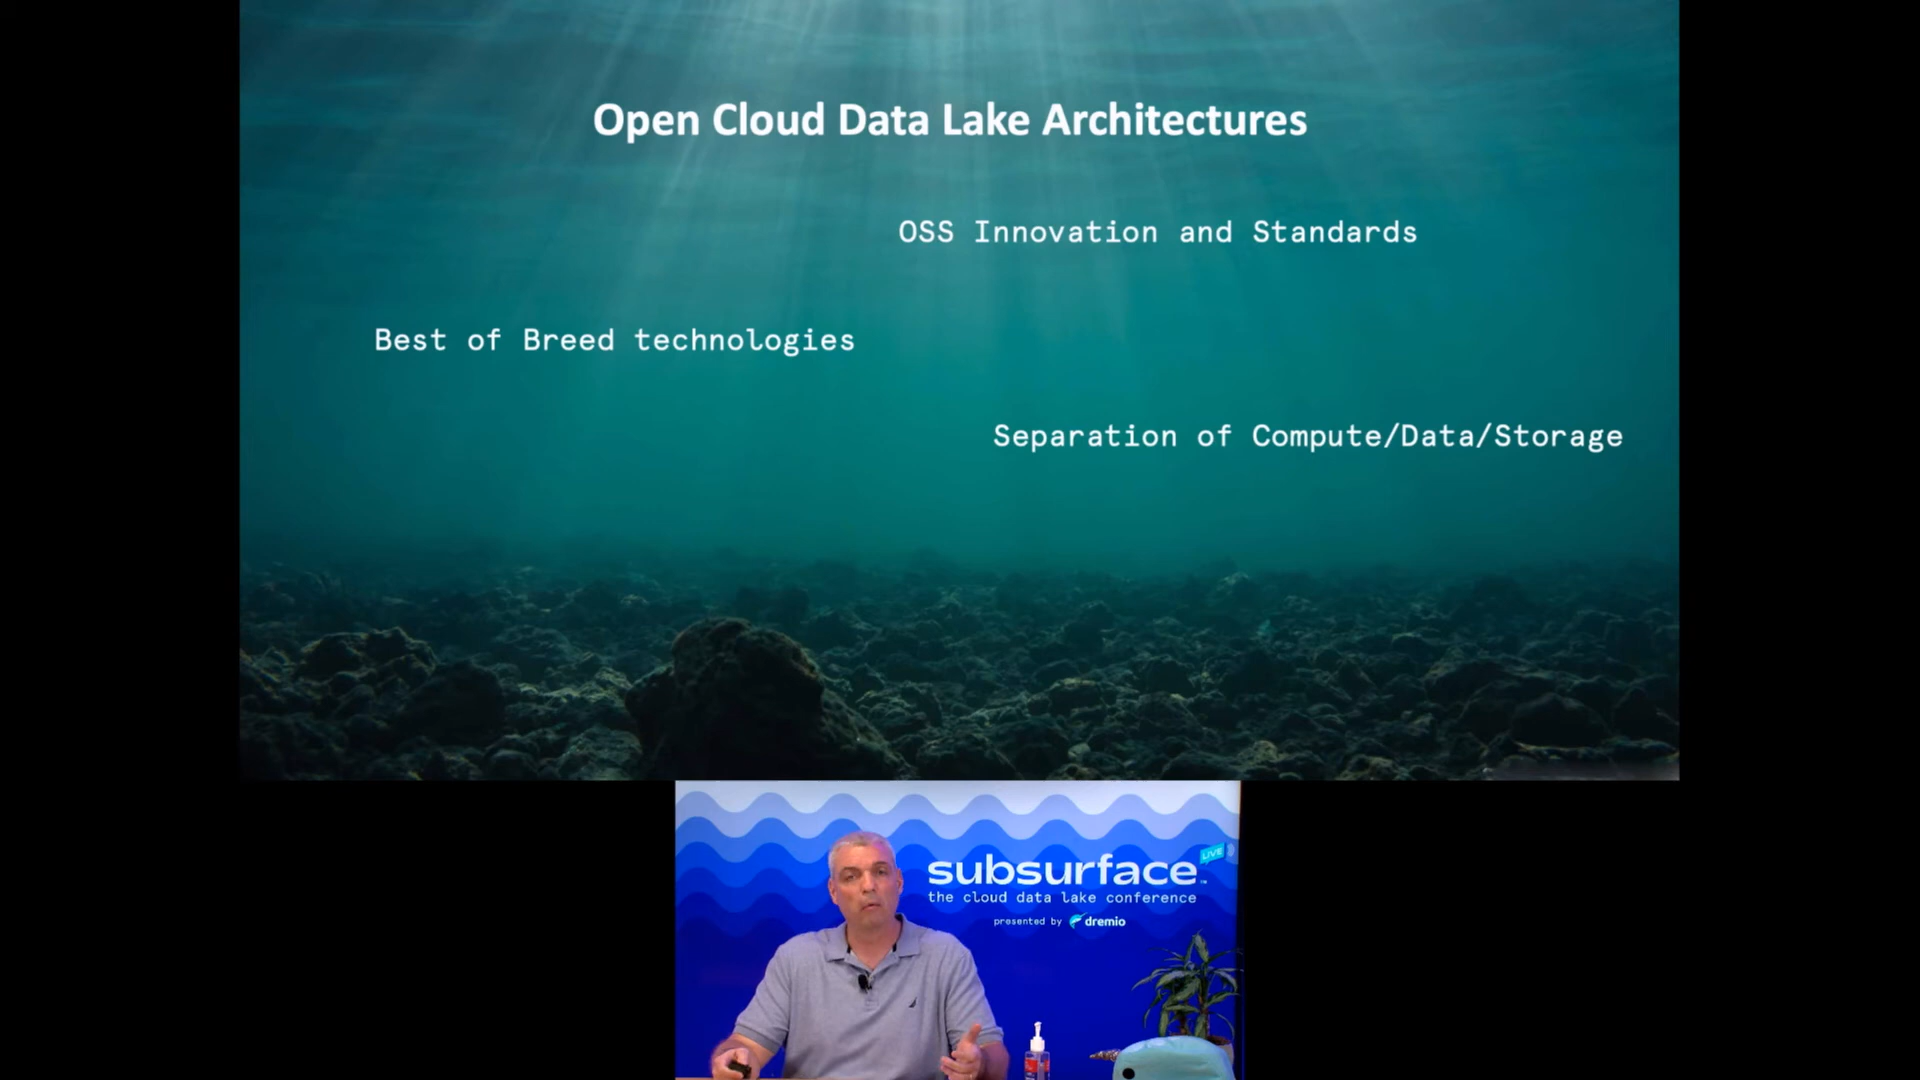 Open Cloud Data Lake Architectures
OSS Innovation and Standards
Best of Breed technologies
Separation of Compute/Data/Storage
subsurface LIVE ™
the cloud data lake conference
presented by dremio